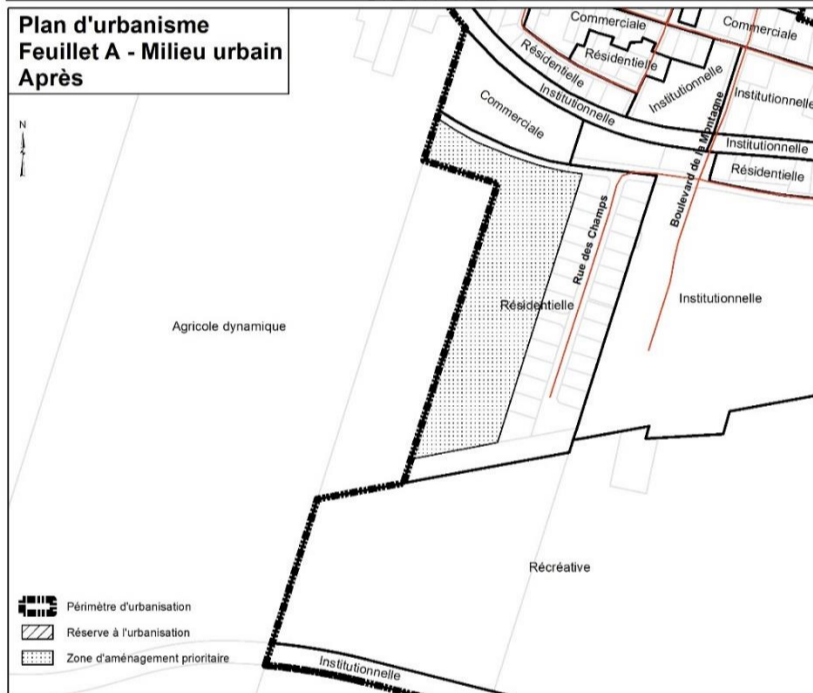 Plan d'urbanisme
Feuillet A - Milieu urbain
Après
N
Commerciale
Commerciale
Résidentielle
Résidentielle
Institutionnelle
Institutionnelle
Institutionnelle
Commerciale
Institutionnelle
Résidentielle
Boulevard de la Montagne
Rue des Champs
Résidentielle
Institutionnelle
Agricole dynamique
Récréative
Périmètre d'urbanisation
Réserve à l'urbanisation
Zone d'aménagement prioritaire
Institutionnelle